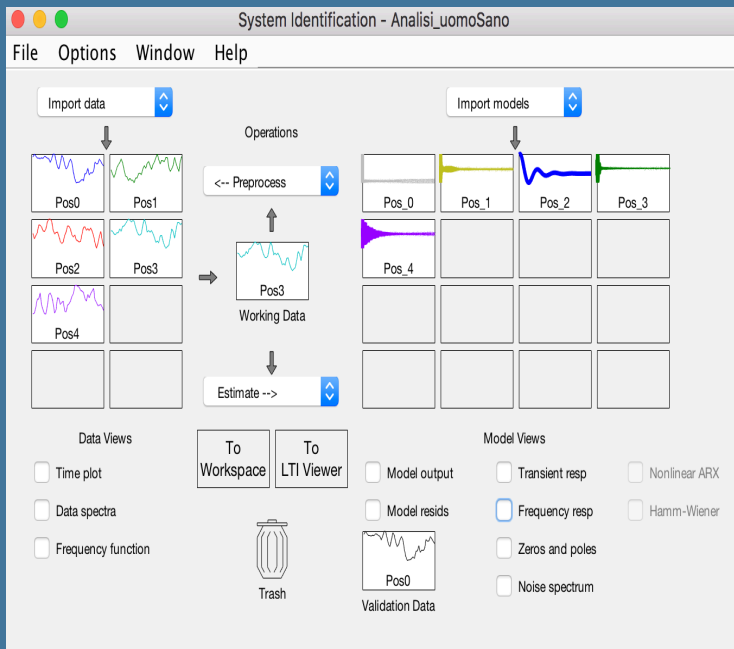 System Identification - Analisi_uomoSano
File Options Window Help
Import data
Import models
Operations
<-- Preprocess
Pos0 Pos1
Pos2 Pos3
Pos4
Pos3
Working Data
Pos_0 Pos_1 Pos_2 Pos_3
Pos_4
Estimate -->
Data Views
Time plot
Data spectra
Frequency function
To
Workspace
To
LTI Viewer
Trash
Model Views
Model output
Model resids
Transient resp
Frequency resp
Zeros and poles
Noise spectrum
Nonlinear ARX
Hamm-Wiener
Pos0
Validation Data